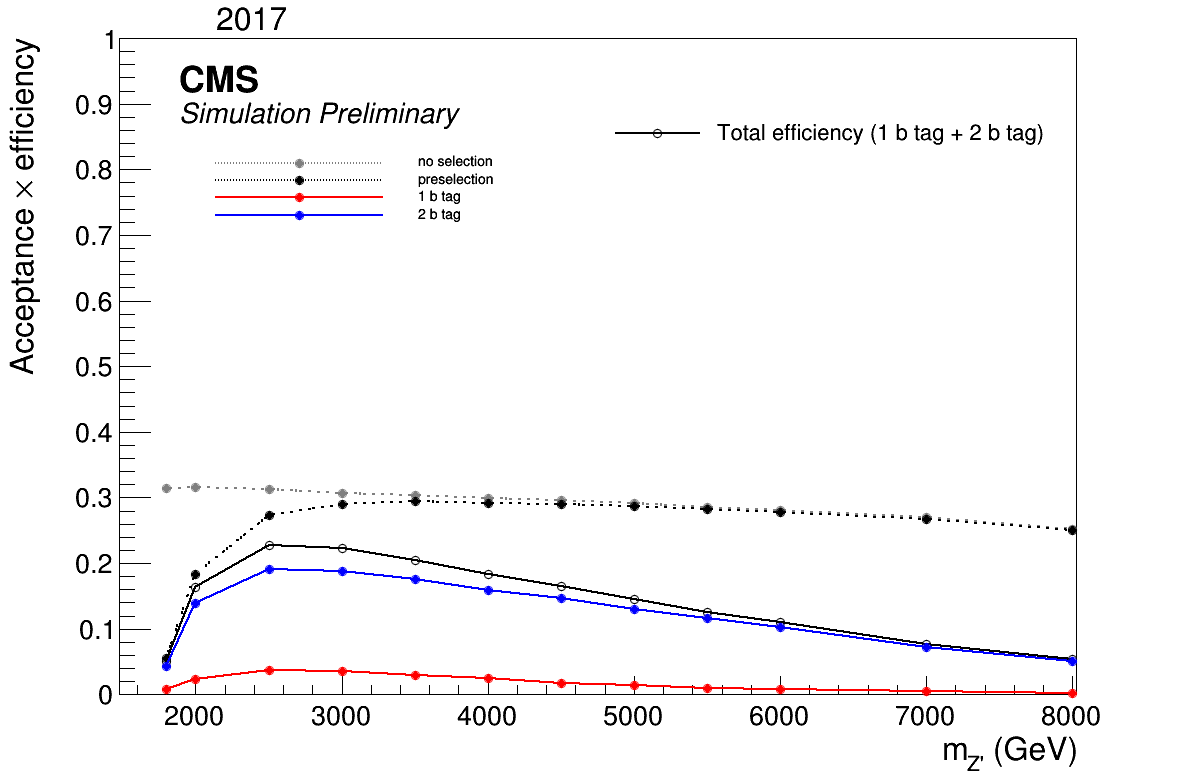 2017
CMS
Simulation Preliminary
Total efficiency (1 b tag + 2 b tag)
no selection
preselection
1 b tag
2 b tag
Acceptance × efficiency
1
0.9
0.8
0.7
0.6
0.5
0.4
0.3
0.2
0.1
0
2000 3000 4000 5000 6000 7000 8000
m_Z' (GeV)